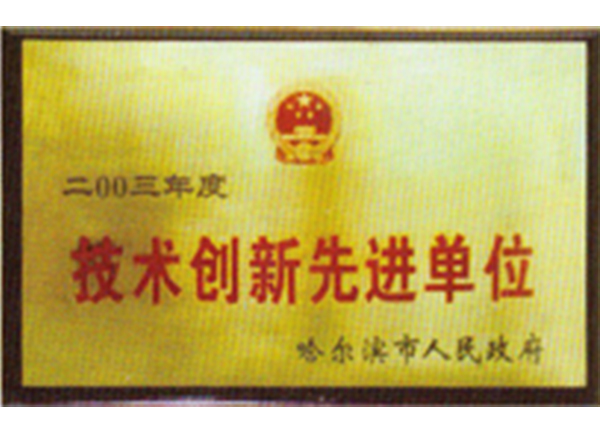 二00三年度
技术创新先进单位
哈尔滨市人民政府